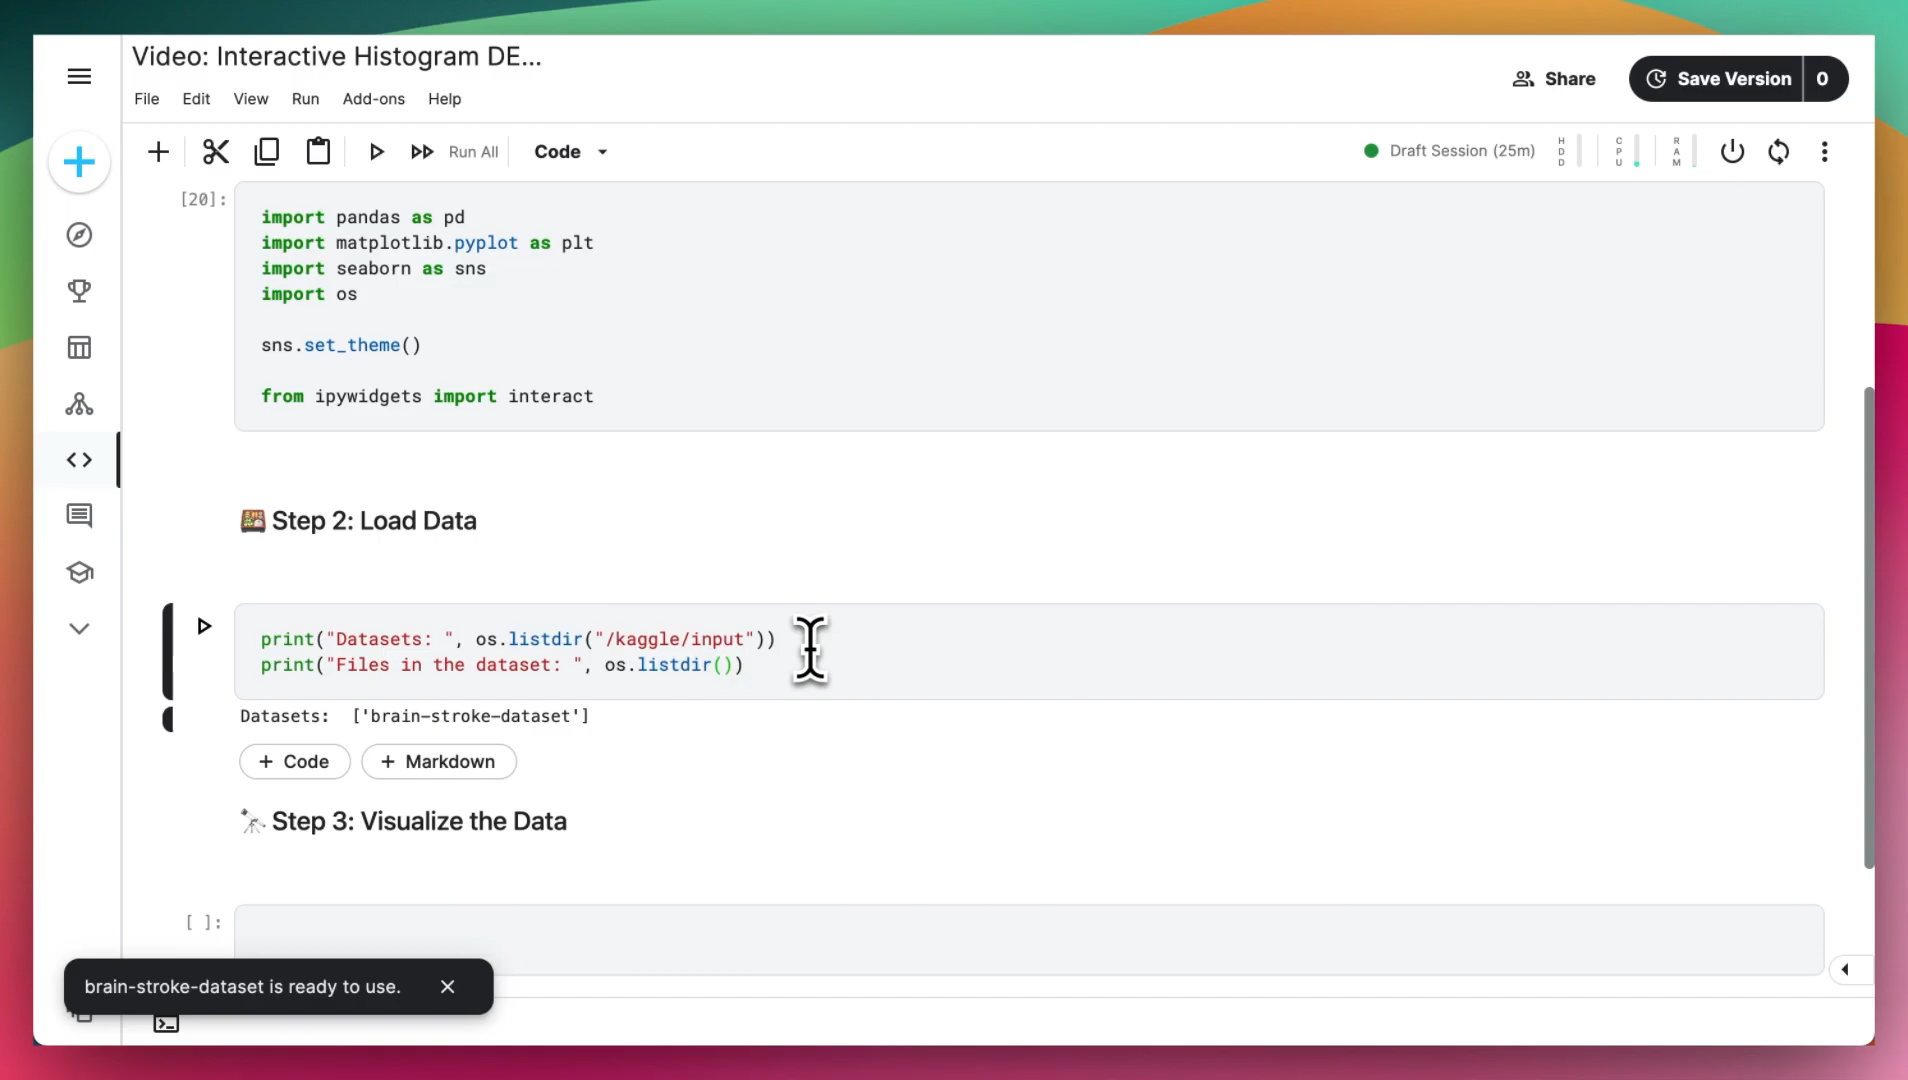 Video: Interactive Histogram DE...
File Edit View Run Add-ons Help
Share
Save Version 0
Run All Code
Draft Session (25m) HDD CPU RAM
[20]:
import pandas as pd
import matplotlib.pyplot as plt
import seaborn as sns
import os
sns.set_theme()
from ipywidgets import interact
Step 2: Load Data
print("Datasets: ", os.listdir("/kaggle/input"))
print("Files in the dataset: ", os.listdir())
Datasets:  ['brain-stroke-dataset']
+ Code + Markdown
Step 3: Visualize the Data
[ ]:
brain-stroke-dataset is ready to use.